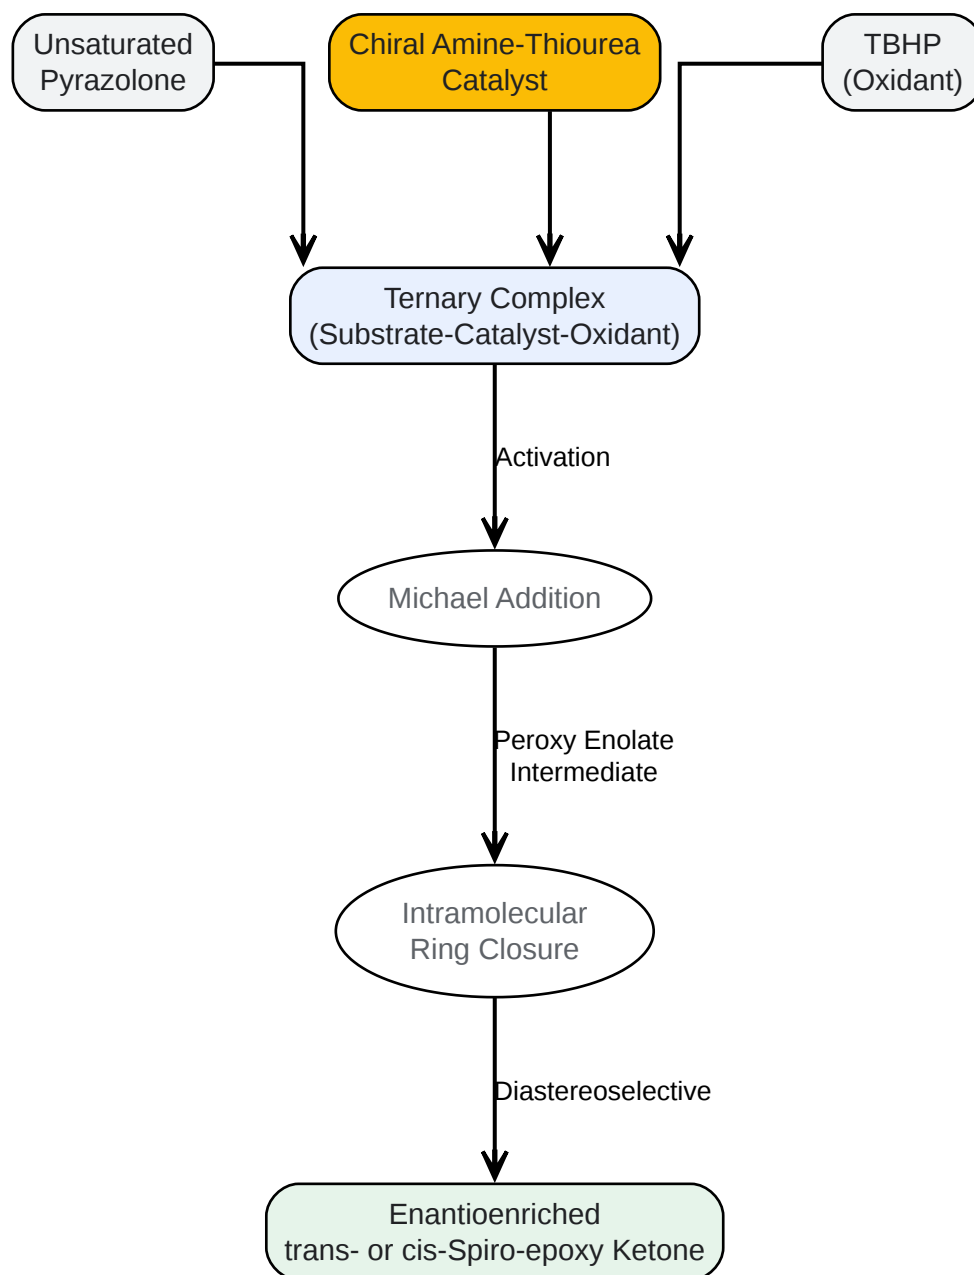 Unsaturated
Pyrazolone
Chiral Amine-Thiourea
Catalyst
TBHP
(Oxidant)
Ternary Complex
(Substrate-Catalyst-Oxidant)
Activation
Michael Addition
Peroxy Enolate
Intermediate
Intramolecular
Ring Closure
Diastereoselective
Enantioenriched
trans- or cis-Spiro-epoxy Ketone